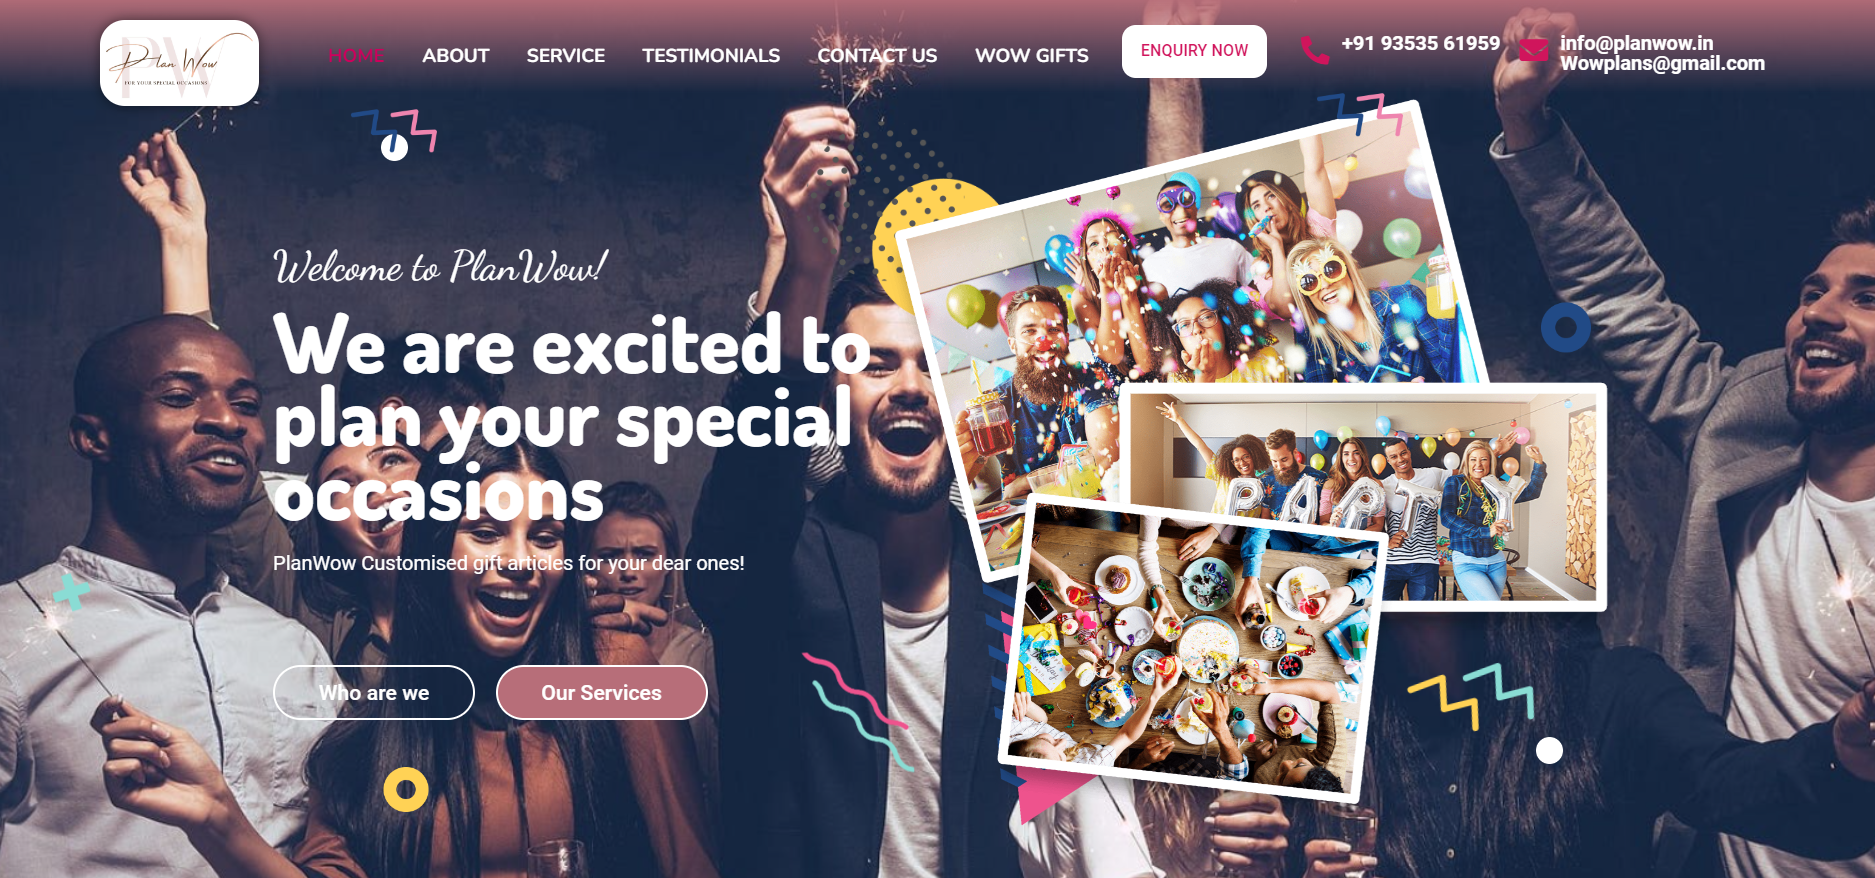 Plan Wow
FOR YOUR SPECIAL OCCASIONS
HOME
ABOUT
SERVICE
TESTIMONIALS
CONTACT US
WOW GIFTS
ENQUIRY NOW
+91 93535 61959
info@planwow.in
Wowplans@gmail.com
Welcome to PlanWow!
We are excited to
plan your special
occasions
PlanWow Customised gift articles for your dear ones!
Who are we
Our Services
PARTY